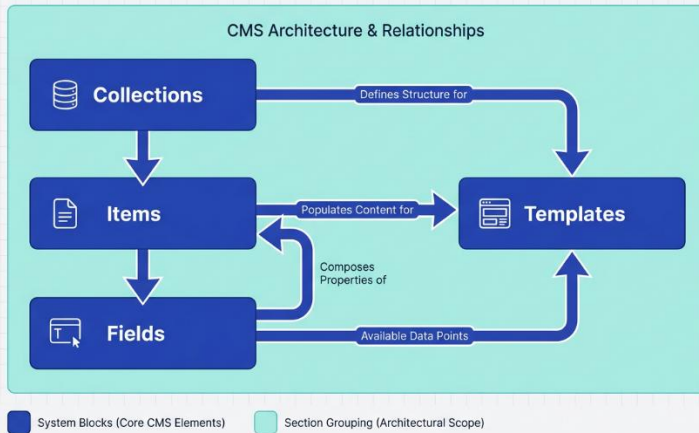 CMS Architecture & Relationships
Collections
Defines Structure for
Items
Populates Content for
Templates
Composes
Properties of
T
Fields
Available Data Points
System Blocks (Core CMS Elements)
Section Grouping (Architectural Scope)